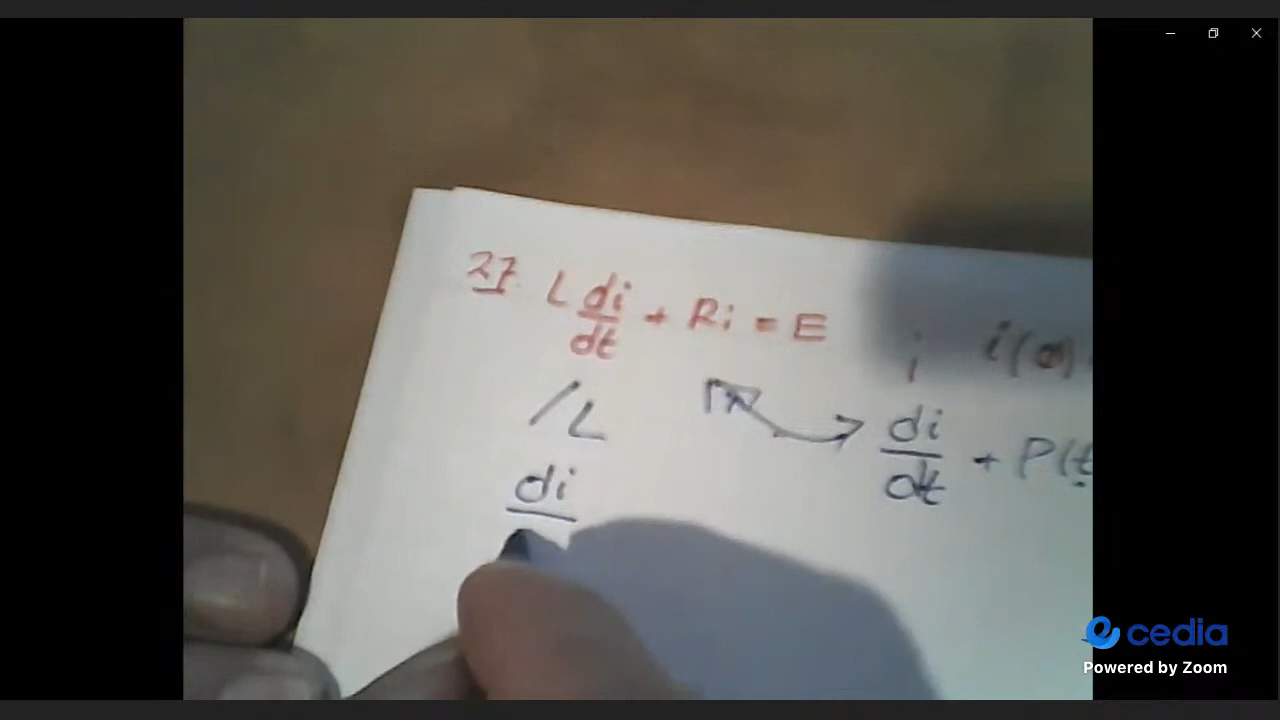 27. L di/dt + Ri = E ; i(0)
/L di/dt + P(t
di
cedia
Powered by Zoom